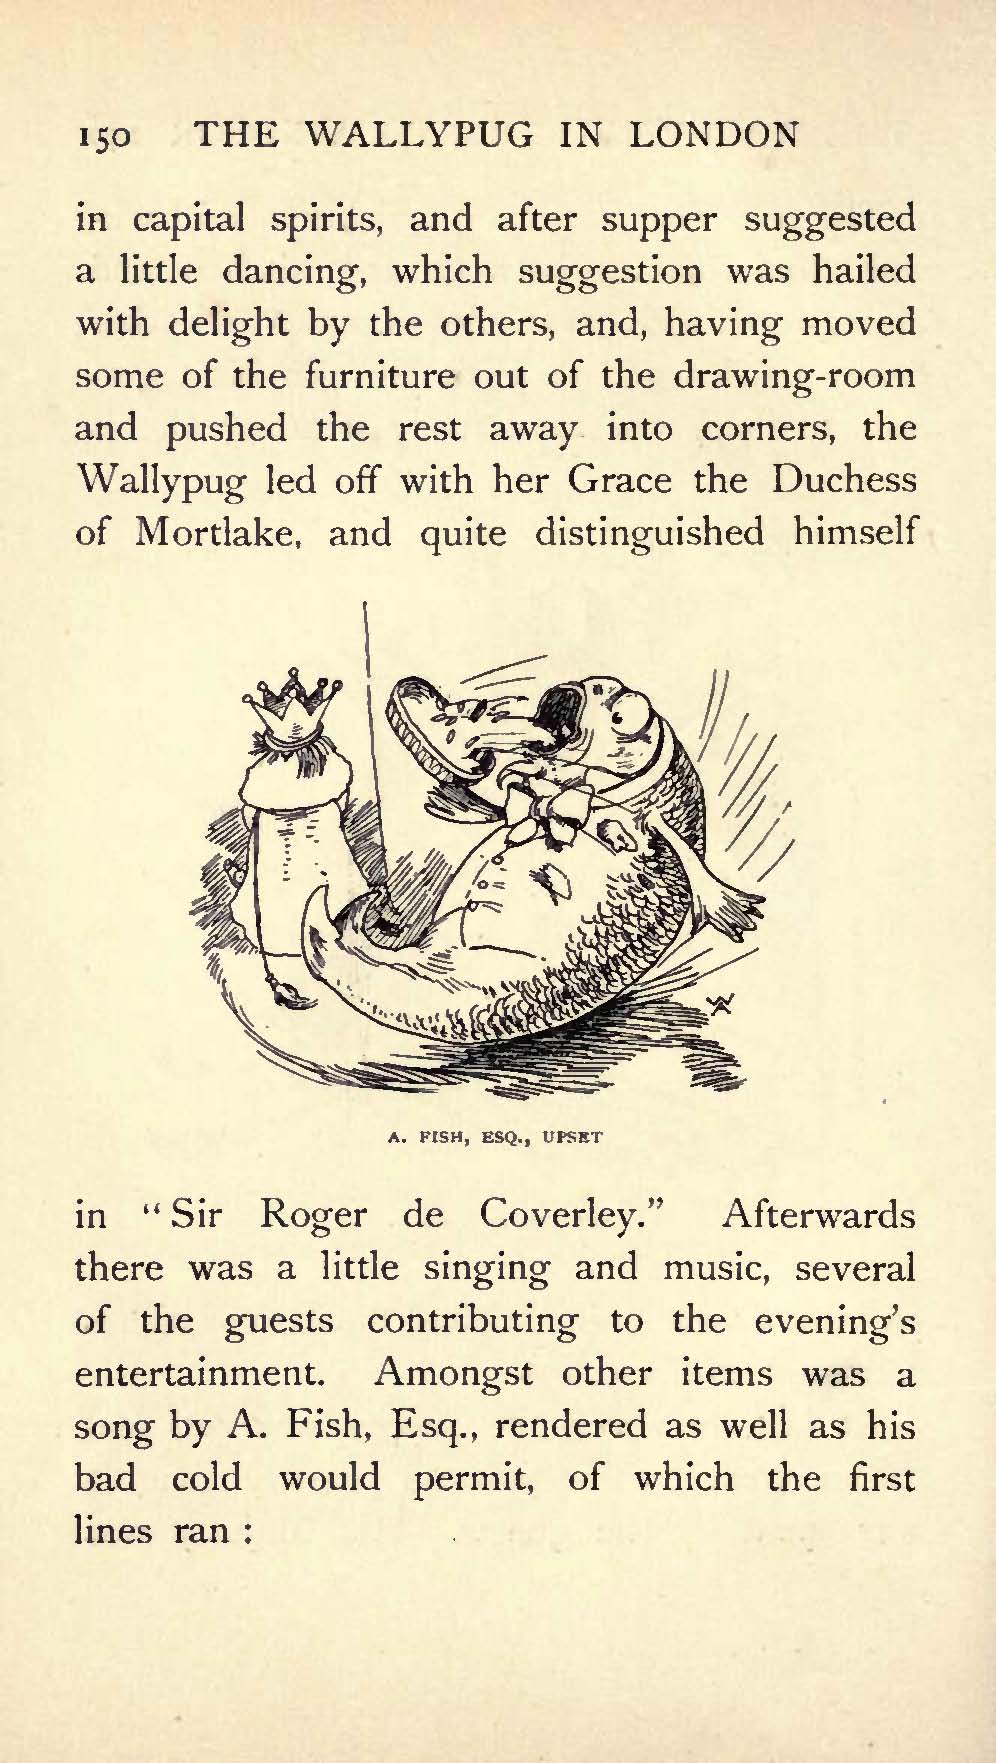 150 THE WALLYPUG IN LONDON
in capital spirits, and after supper suggested
a little dancing, which suggestion was hailed
with delight by the others, and, having moved
some of the furniture out of the drawing-room
and pushed the rest away into corners, the
Wallypug led off with her Grace the Duchess
of Mortlake, and quite distinguished himself
A. FISH, ESQ., UPSET
in “Sir Roger de Coverley.” Afterwards
there was a little singing and music, several
of the guests contributing to the evening’s
entertainment. Amongst other items was a
song by A. Fish, Esq., rendered as well as his
bad cold would permit, of which the first
lines ran :